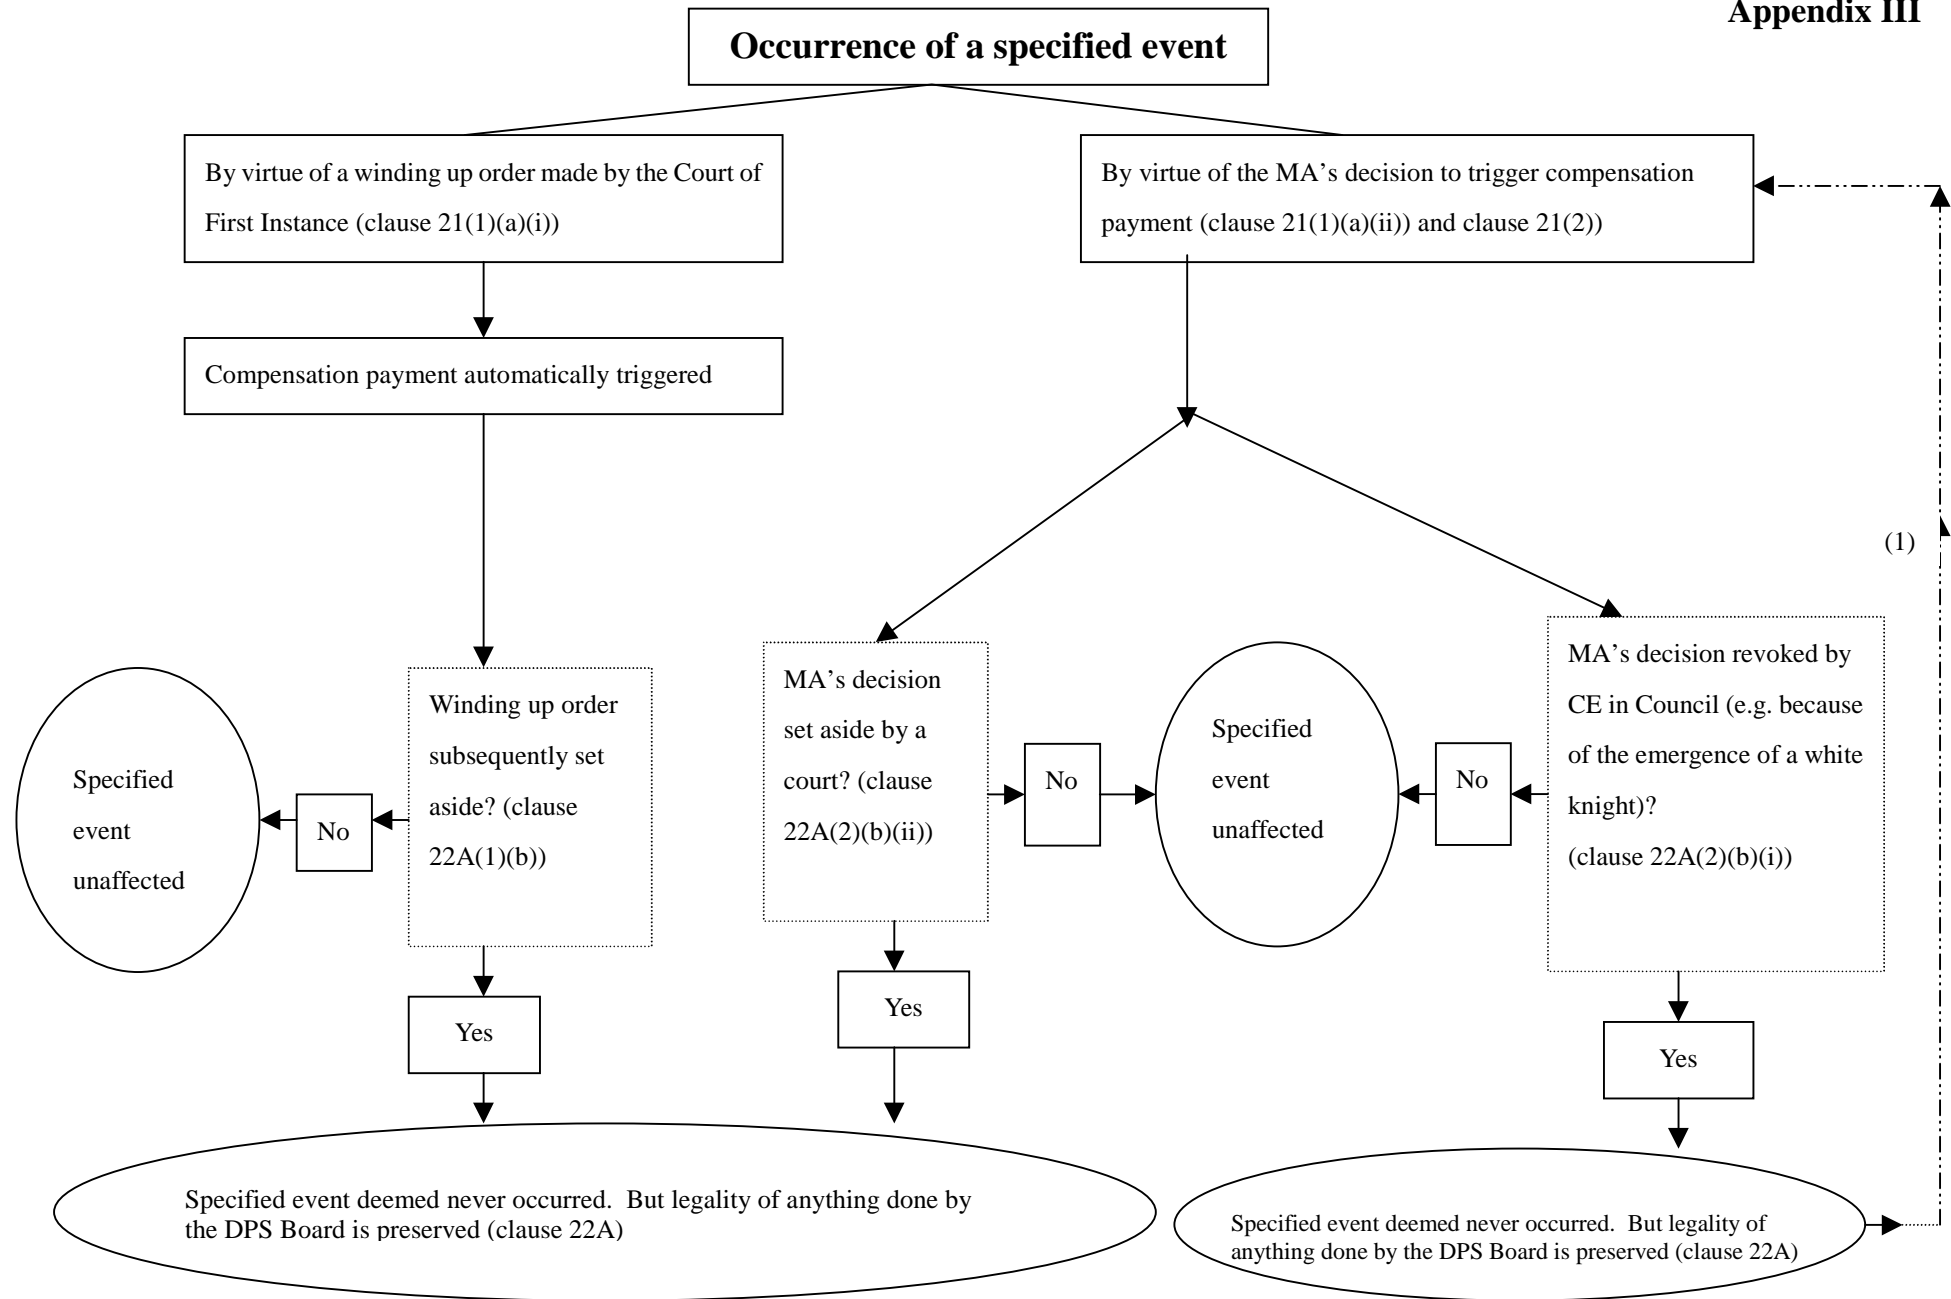 Appendix III
Occurrence of a specified event
By virtue of a winding up order made by the Court of
First Instance (clause 21(1)(a)(i))
By virtue of the MA’s decision to trigger compensation
payment (clause 21(1)(a)(ii)) and clause 21(2))
Compensation payment automatically triggered
(1)
Specified
event
unaffected
No
Winding up order
subsequently set
aside? (clause
22A(1)(b))
MA’s decision
set aside by a
court? (clause
22A(2)(b)(ii))
No
Specified
event
unaffected
No
MA’s decision revoked by
CE in Council (e.g. because
of the emergence of a white
knight)?
(clause 22A(2)(b)(i))
Yes
Yes
Yes
Specified event deemed never occurred.  But legality of anything done by
the DPS Board is preserved (clause 22A)
Specified event deemed never occurred.  But legality of
anything done by the DPS Board is preserved (clause 22A)